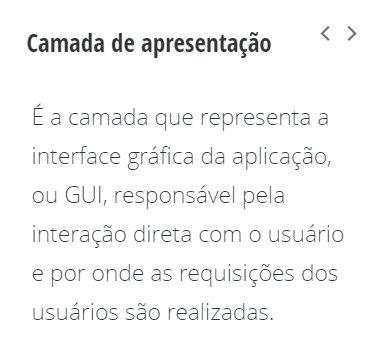 Camada de apresentação
É a camada que representa a
interface gráfica da aplicação,
ou GUI, responsável pela
interação direta com o usuário
e por onde as requisições dos
usuários são realizadas.